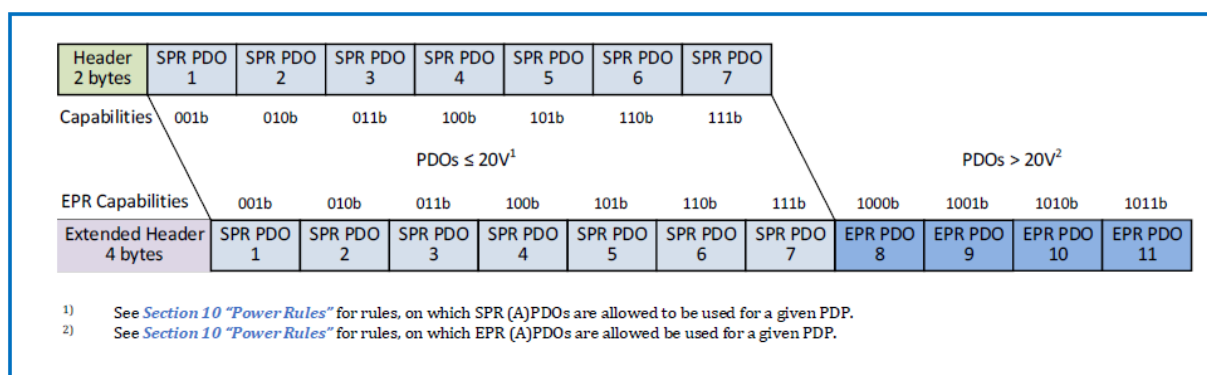 Header SPR PDO SPR PDO SPR PDO SPR PDO SPR PDO SPR PDO SPR PDO
2 bytes 1 2 3 4 5 6 7
Capabilities 001b 010b 011b 100b 101b 110b 111b
PDOs ≤ 20V¹ PDOs > 20V²
EPR Capabilities 001b 010b 011b 100b 101b 110b 111b 1000b 1001b 1010b 1011b
Extended Header SPR PDO SPR PDO SPR PDO SPR PDO SPR PDO SPR PDO SPR PDO EPR PDO EPR PDO EPR PDO EPR PDO
4 bytes 1 2 3 4 5 6 7 8 9 10 11
1) See Section 10 “Power Rules” for rules, on which SPR (A)PDOs are allowed to be used for a given PDP.
2) See Section 10 “Power Rules” for rules, on which EPR (A)PDOs are allowed be used for a given PDP.